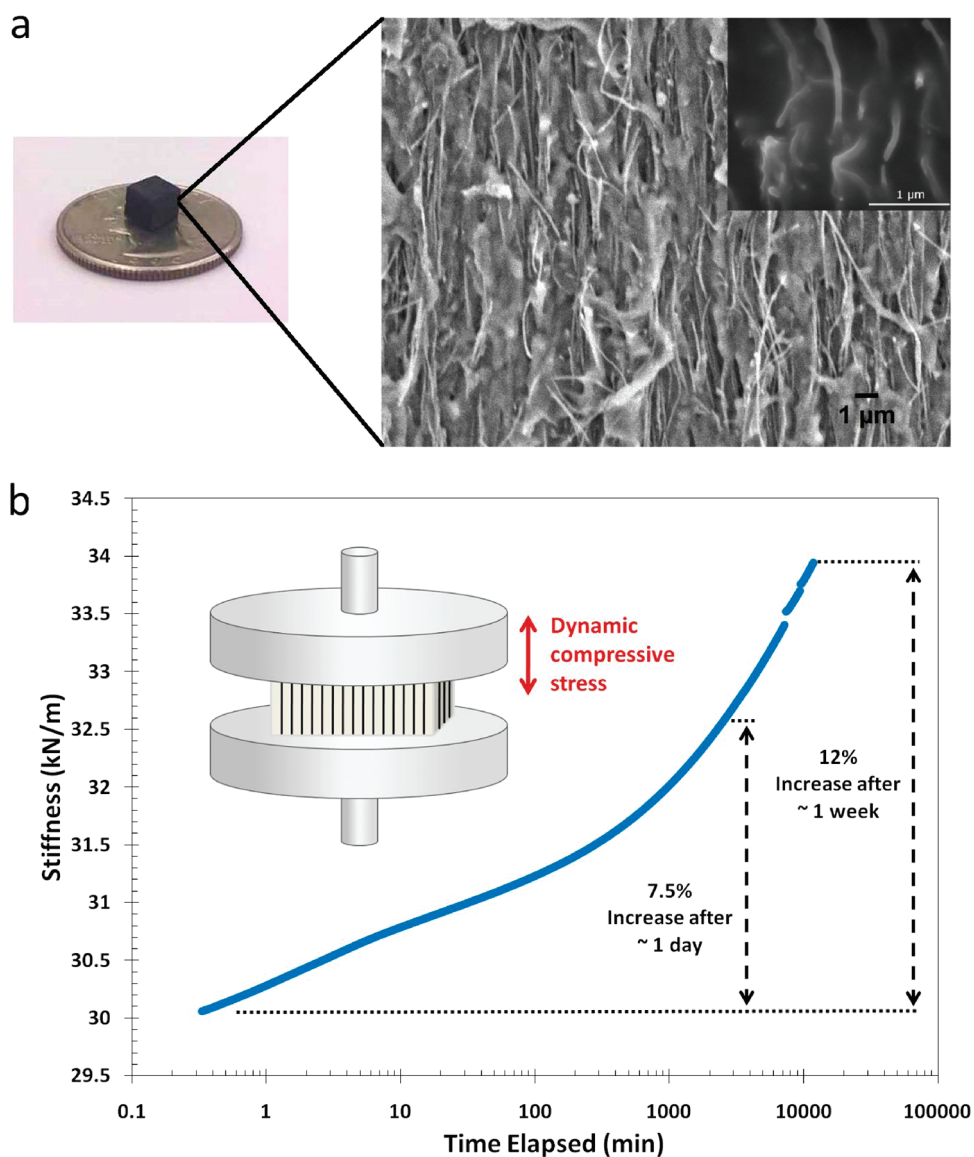 a
1 µm
1 µm
b
34.5
34
33.5
33
32.5
32
31.5
31
30.5
30
29.5
Stiffness (kN/m)
Dynamic
compressive
stress
12%
Increase after
~ 1 week
7.5%
Increase after
~ 1 day
0.1 1 10 100 1000 10000 100000
Time Elapsed (min)